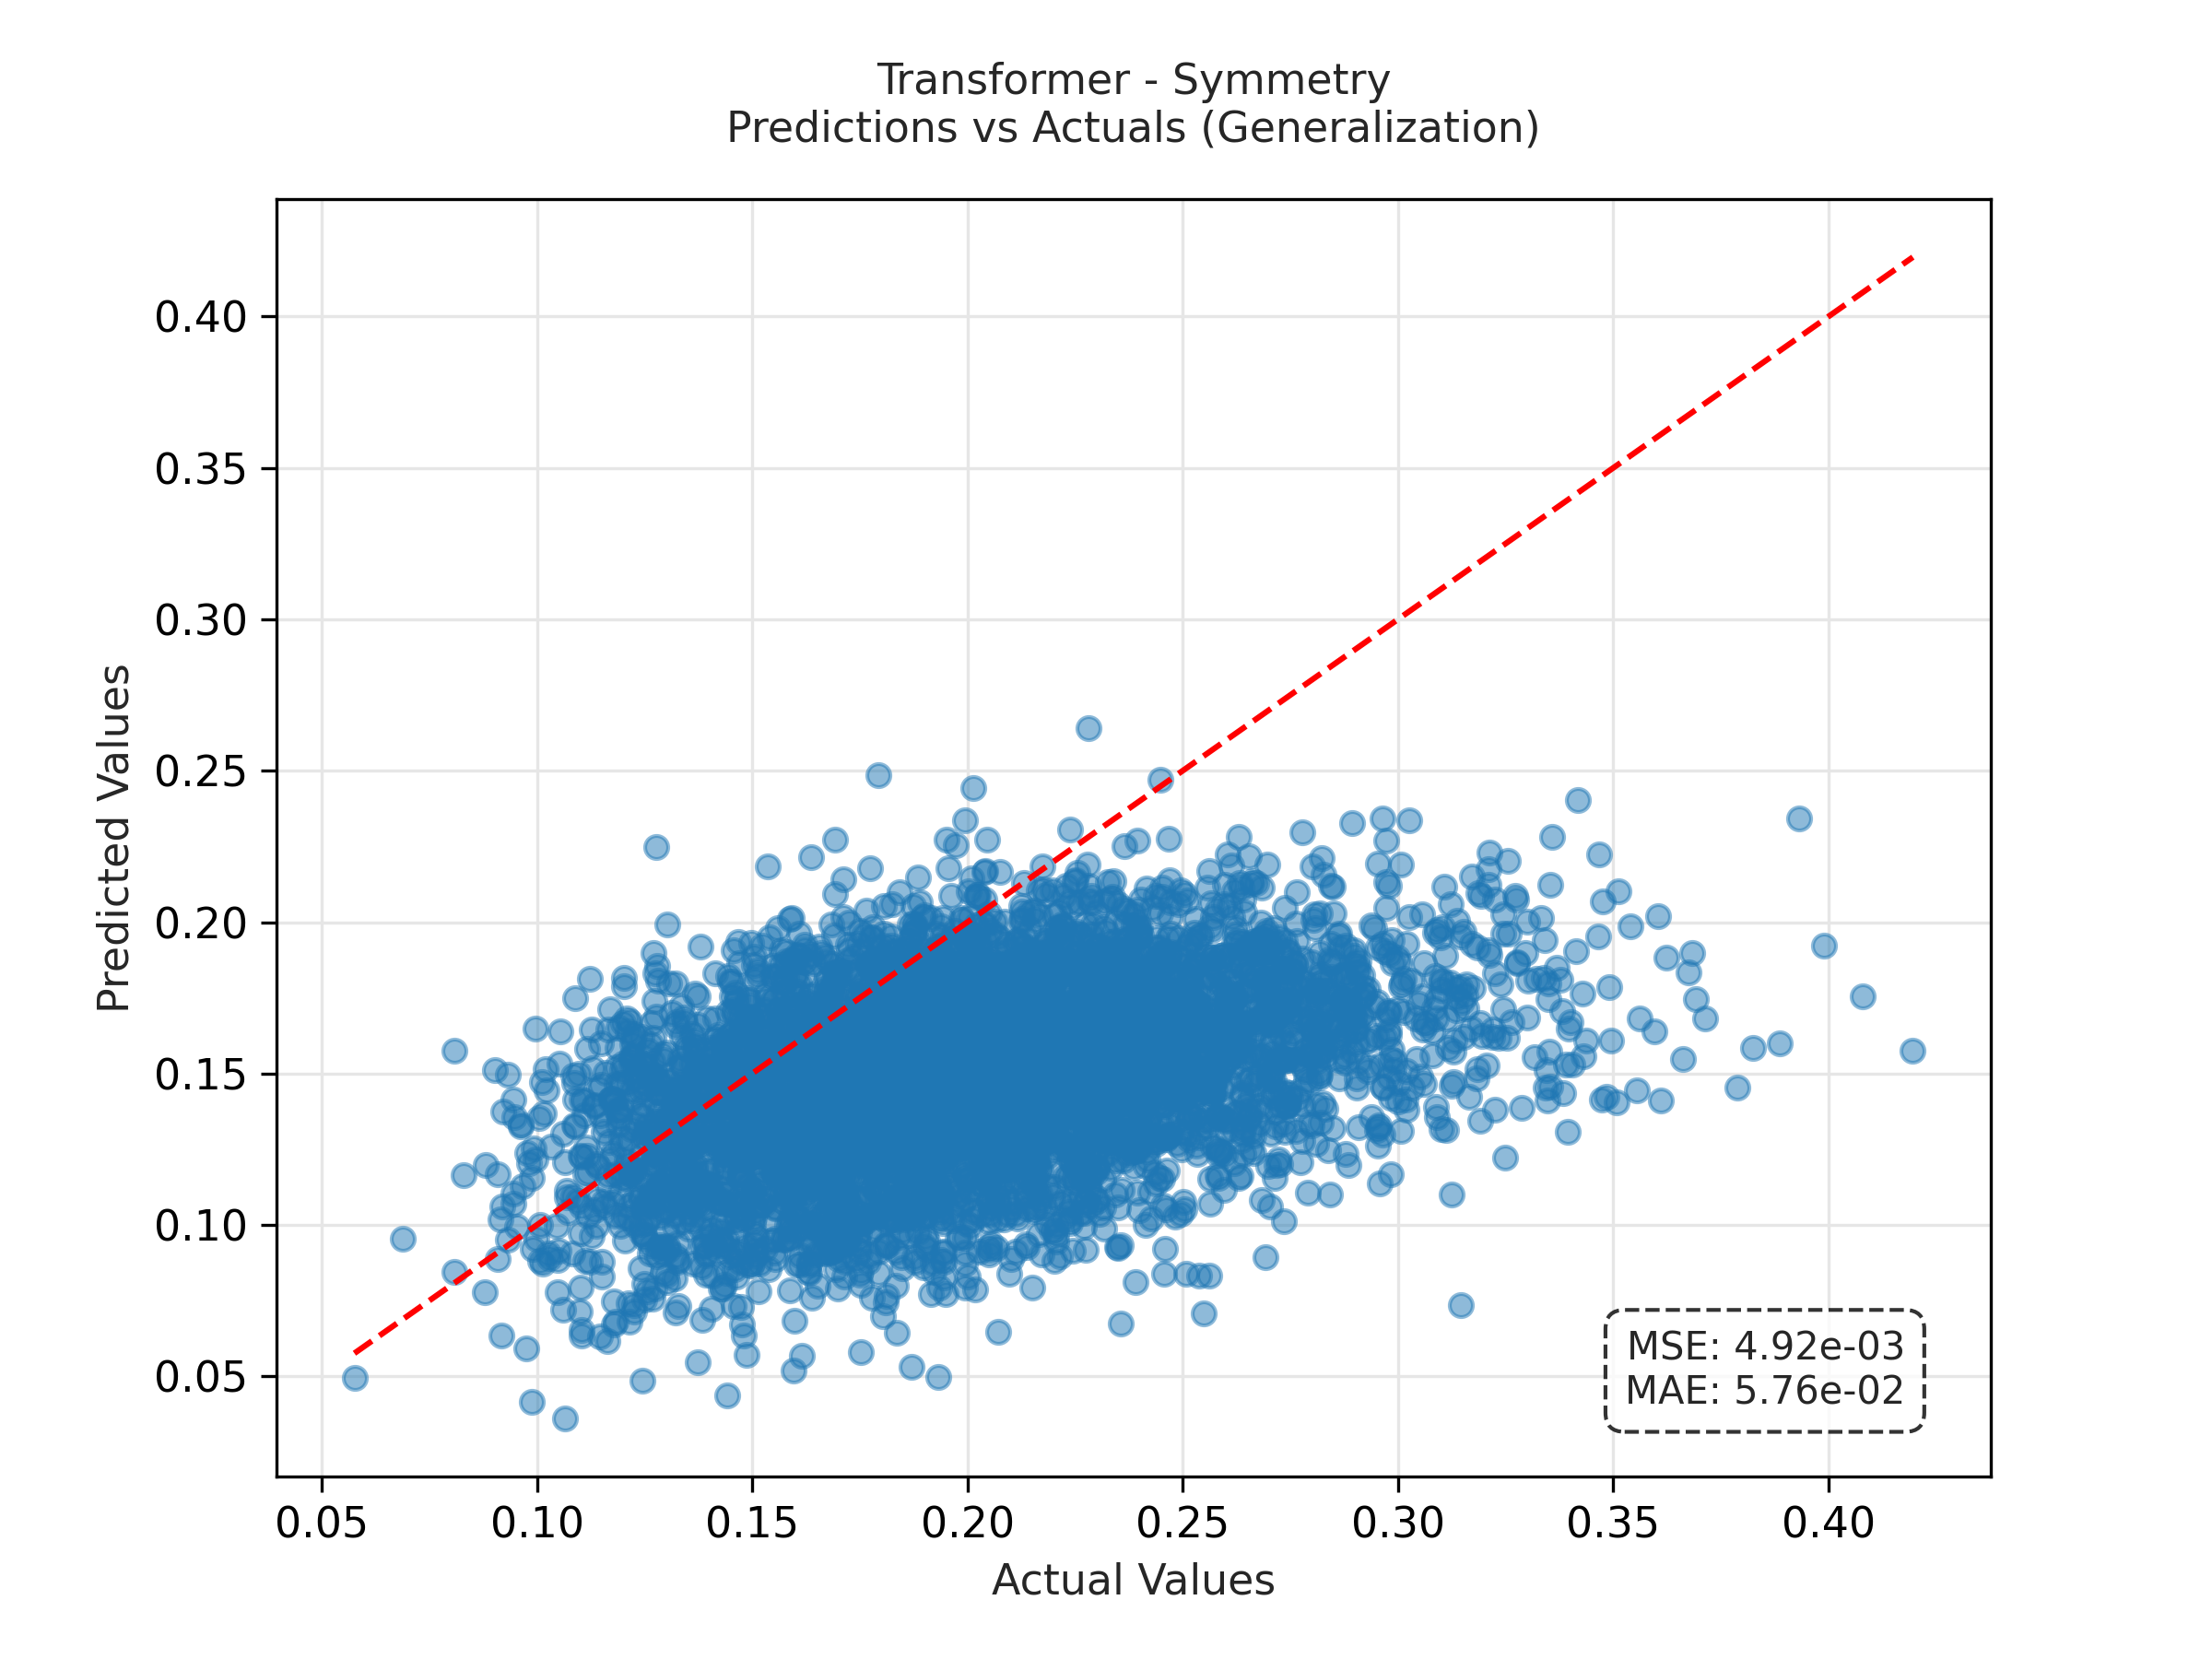 Transformer - Symmetry
Predictions vs Actuals (Generalization)
Predicted Values
0.40
0.35
0.30
0.25
0.20
0.15
0.10
0.05
MSE: 4.92e-03
MAE: 5.76e-02
0.05 0.10 0.15 0.20 0.25 0.30 0.35 0.40
Actual Values